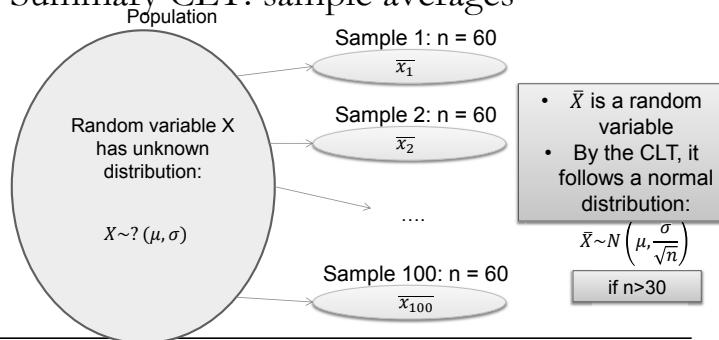 Summary CLT: sample averages
Population
Random variable X
has unknown
distribution:
X~? (μ, σ)
Sample 1: n = 60
x̅₁
Sample 2: n = 60
x̅₂
....
Sample 100: n = 60
x̅₁₀₀
• X̄ is a random
variable
• By the CLT, it
follows a normal
distribution:
X̄~N(μ, σ/√n)
if n>30